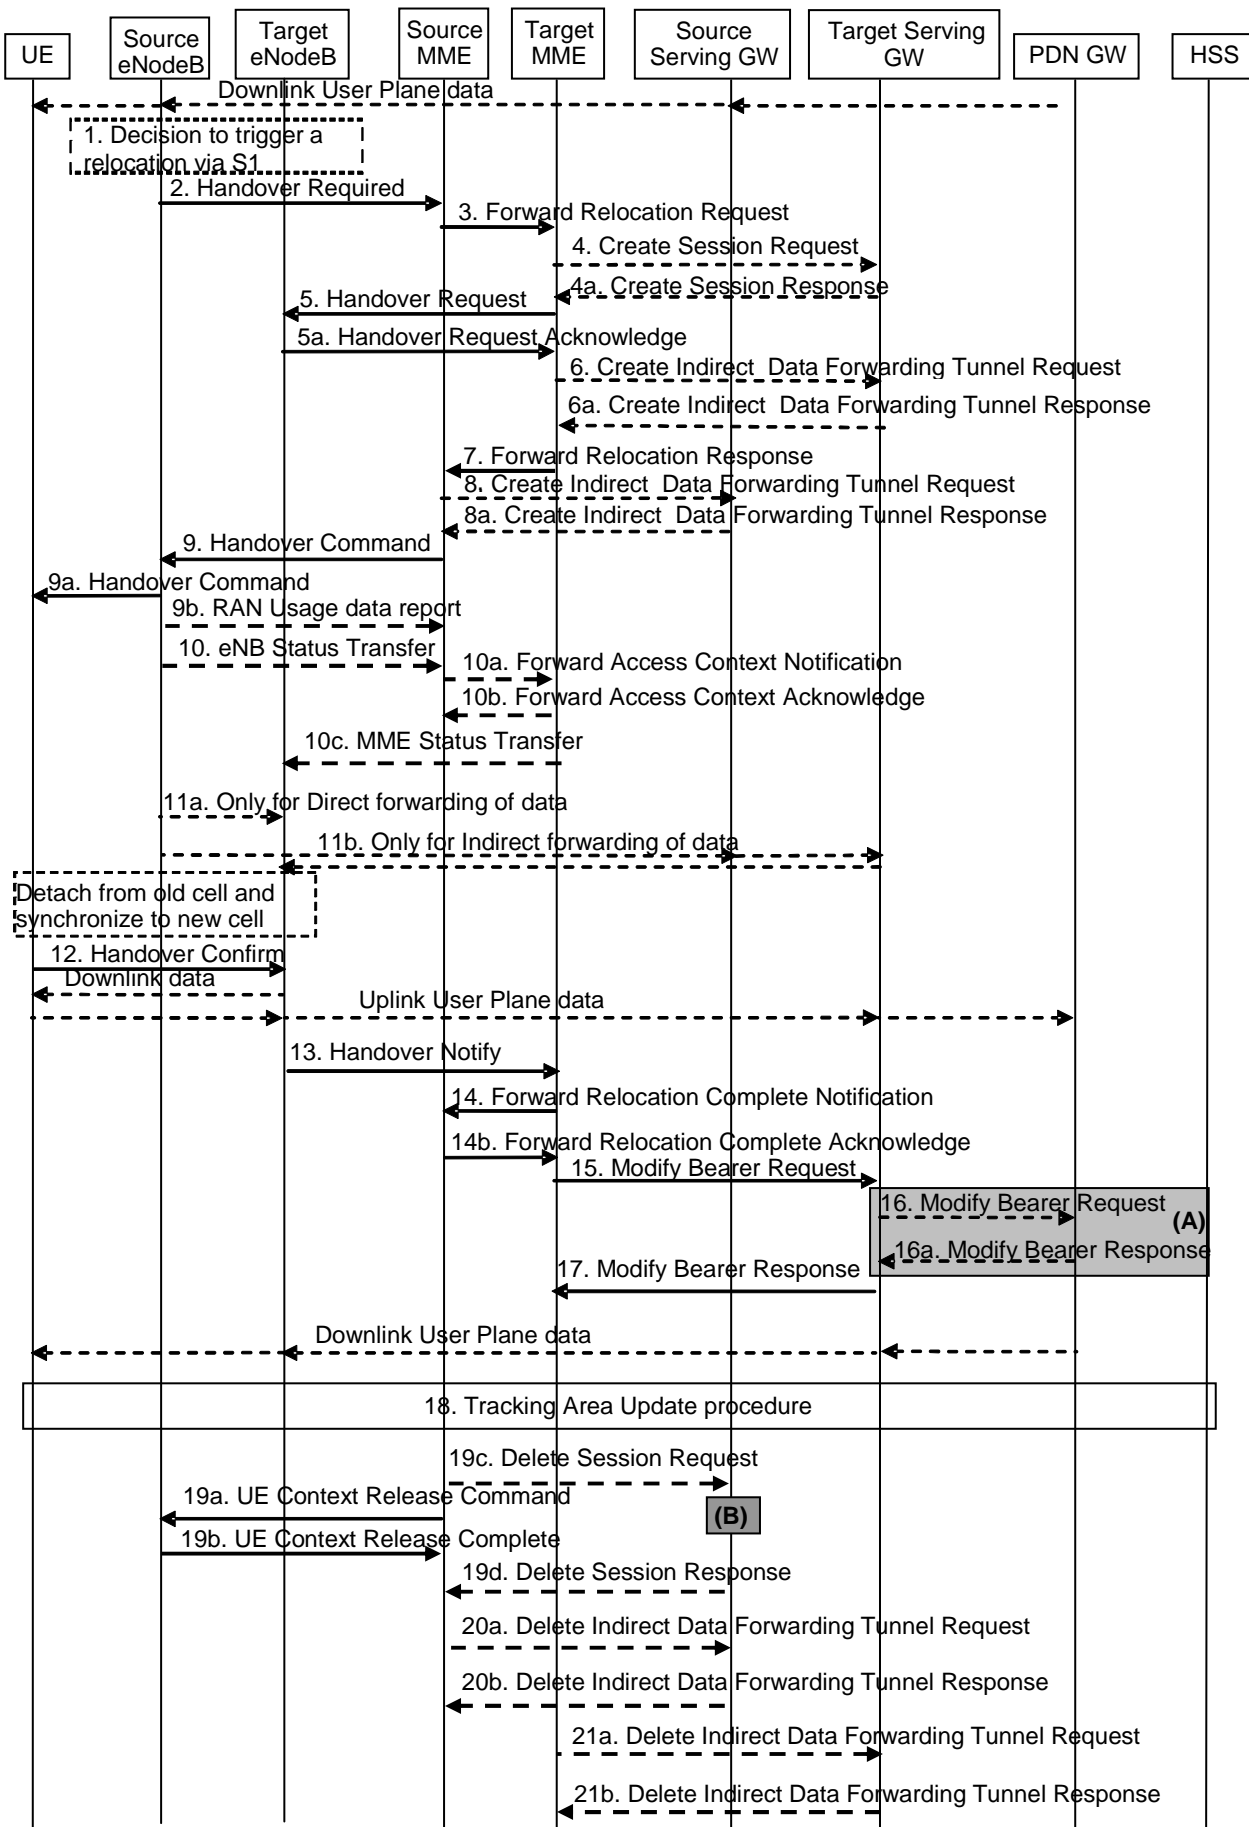 UE
Source
eNodeB
Target
eNodeB
Source
MME
Target
MME
Source
Serving GW
Target Serving
GW
PDN GW
HSS
Downlink User Plane data
1. Decision to trigger a
relocation via S1
2. Handover Required
3. Forward Relocation Request
4. Create Session Request
4a. Create Session Response
5. Handover Request
5a. Handover Request Acknowledge
6. Create Indirect Data Forwarding Tunnel Request
6a. Create Indirect Data Forwarding Tunnel Response
7. Forward Relocation Response
8. Create Indirect Data Forwarding Tunnel Request
8a. Create Indirect Data Forwarding Tunnel Response
9. Handover Command
9a. Handover Command
9b. RAN Usage data report
10. eNB Status Transfer
10a. Forward Access Context Notification
10b. Forward Access Context Acknowledge
10c. MME Status Transfer
11a. Only for Direct forwarding of data
11b. Only for Indirect forwarding of data
Detach from old cell and
synchronize to new cell
12. Handover Confirm
Downlink data
Uplink User Plane data
13. Handover Notify
14. Forward Relocation Complete Notification
14b. Forward Relocation Complete Acknowledge
15. Modify Bearer Request
16. Modify Bearer Request
(A)
16a. Modify Bearer Response
17. Modify Bearer Response
Downlink User Plane data
18. Tracking Area Update procedure
19c. Delete Session Request
19a. UE Context Release Command
(B)
19b. UE Context Release Complete
19d. Delete Session Response
20a. Delete Indirect Data Forwarding Tunnel Request
20b. Delete Indirect Data Forwarding Tunnel Response
21a. Delete Indirect Data Forwarding Tunnel Request
21b. Delete Indirect Data Forwarding Tunnel Response